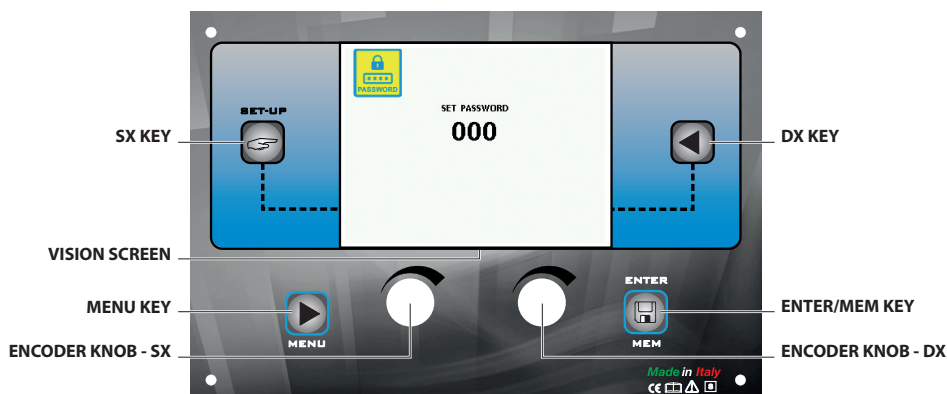 PASSWORD
SET PASSWORD
000
SET-UP
SX KEY
DX KEY
VISION SCREEN
ENTER
MENU KEY
ENTER/MEM KEY
MENU
MEM
ENCODER KNOB - SX
ENCODER KNOB - DX
Made in Italy
CE
8